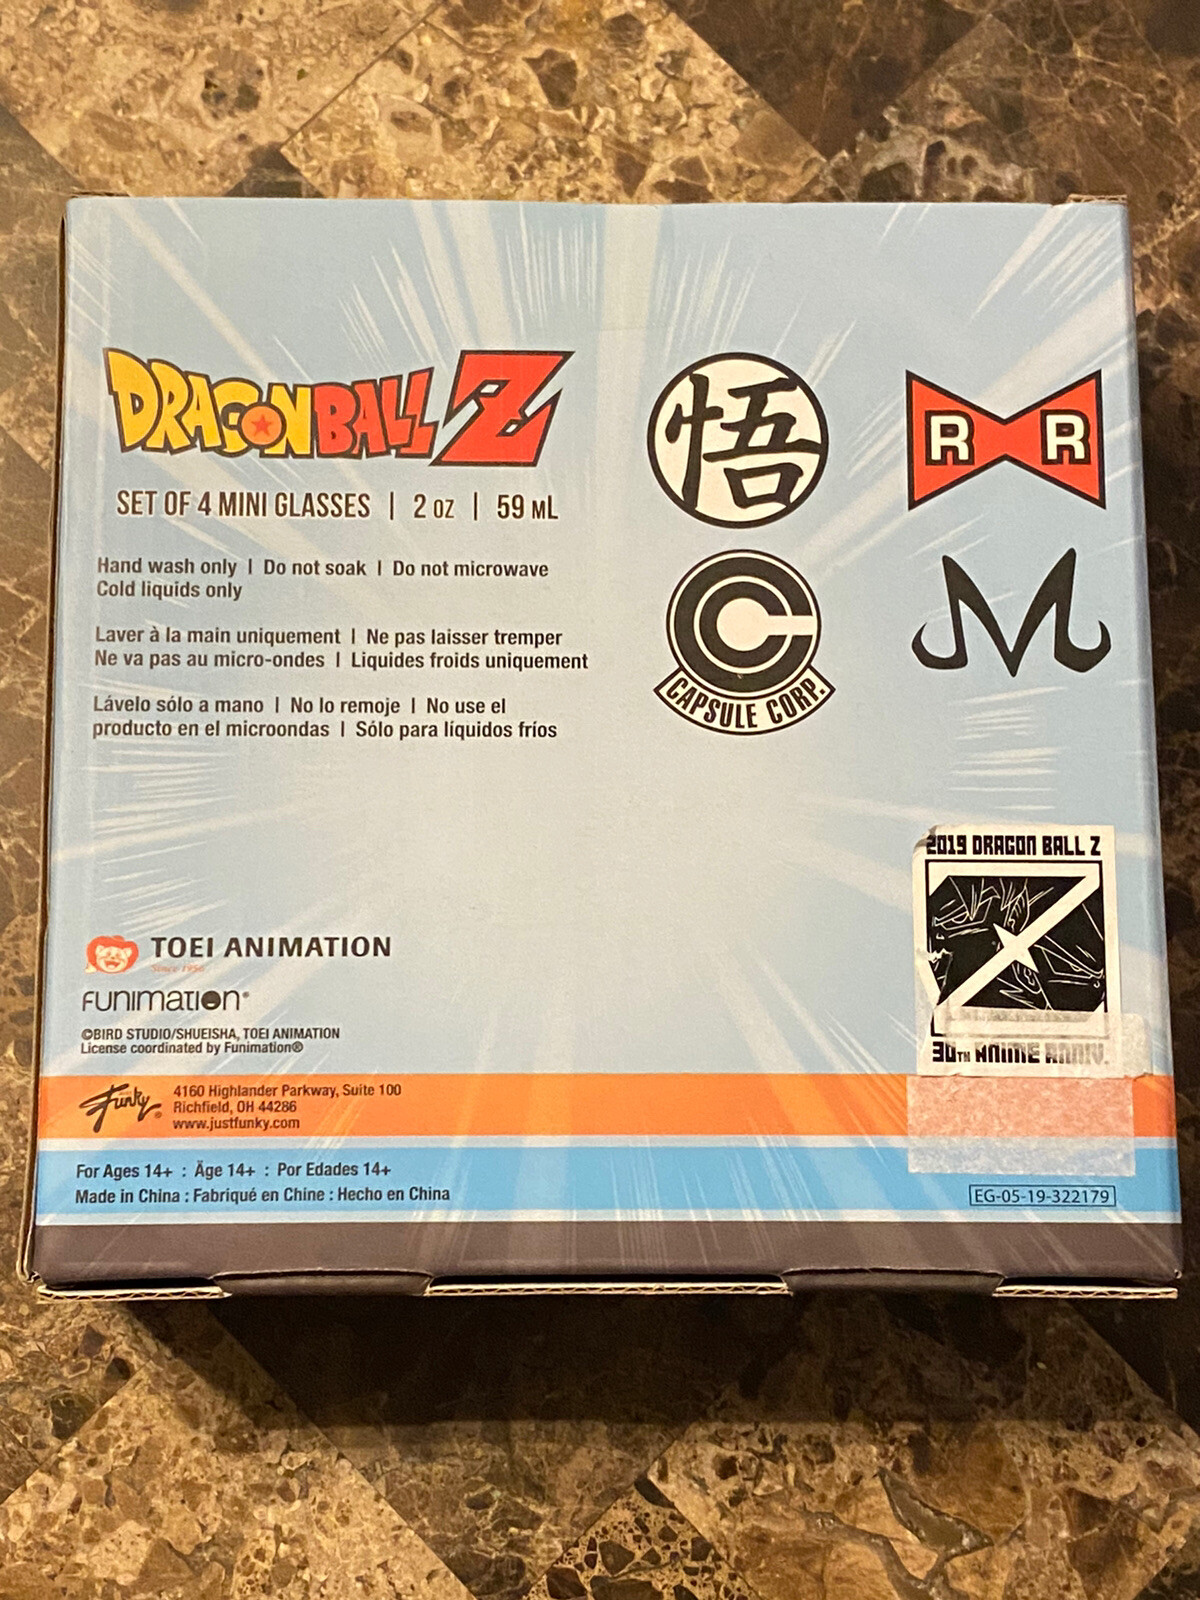 DRAGON BALL Z
SET OF 4 MINI GLASSES | 2 OZ | 59 ML
Hand wash only | Do not soak | Do not microwave
Cold liquids only
Laver à la main uniquement | Ne pas laisser tremper
Ne va pas au micro-ondes | Liquides froids uniquement
Lávelo sólo a mano | No lo remoje | No use el
producto en el microondas | Sólo para líquidos fríos
悟
R R
CAPSULE CORP.
M
2019 DRAGON BALL Z
Z
30TH ANIME ANNIV.
TOEI ANIMATION
Since 1956
FUNIMATION®
©BIRD STUDIO/SHUEISHA, TOEI ANIMATION
License coordinated by Funimation®
Just Funky®
4160 Highlander Parkway, Suite 100
Richfield, OH 44286
www.justfunky.com
For Ages 14+ : Äge 14+ : Por Edades 14+
Made in China : Fabriqué en Chine : Hecho en China
EG-05-19-322179